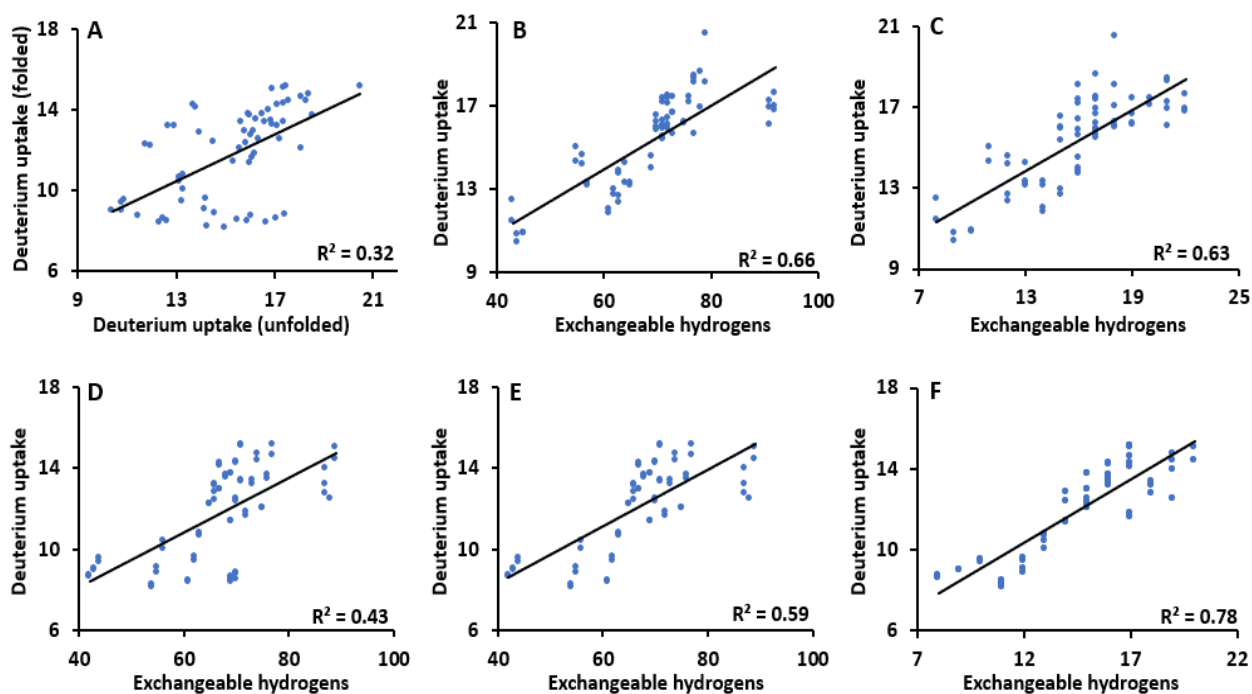 A
Deuterium uptake (folded)
18
14
10
6
9
13
17
21
R² = 0.32
Deuterium uptake (unfolded)
B
Deuterium uptake
21
17
13
9
40
60
80
100
R² = 0.66
Exchangeable hydrogens
C
Deuterium uptake
21
17
13
9
7
13
19
25
R² = 0.63
Exchangeable hydrogens
D
Deuterium uptake
18
14
10
6
40
60
80
100
R² = 0.43
Exchangeable hydrogens
E
Deuterium uptake
18
14
10
6
40
60
80
100
R² = 0.59
Exchangeable hydrogens
F
Deuterium uptake
18
14
10
6
7
12
17
22
R² = 0.78
Exchangeable hydrogens